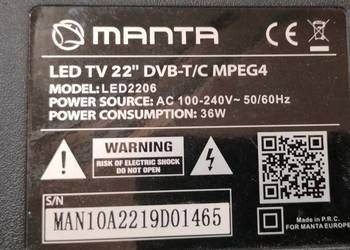 MANTA
LED TV 22" DVB-T/C MPEG4
MODEL: LED2206
POWER SOURCE: AC 100-240V~ 50/60Hz
POWER CONSUMPTION: 36W
WARNING
RISK OF ELECTRIC SHOCK
DO NOT OPEN
S/N
MAN10A2219D01465
Made in P.R.C.
FOR MANTA EUROPE